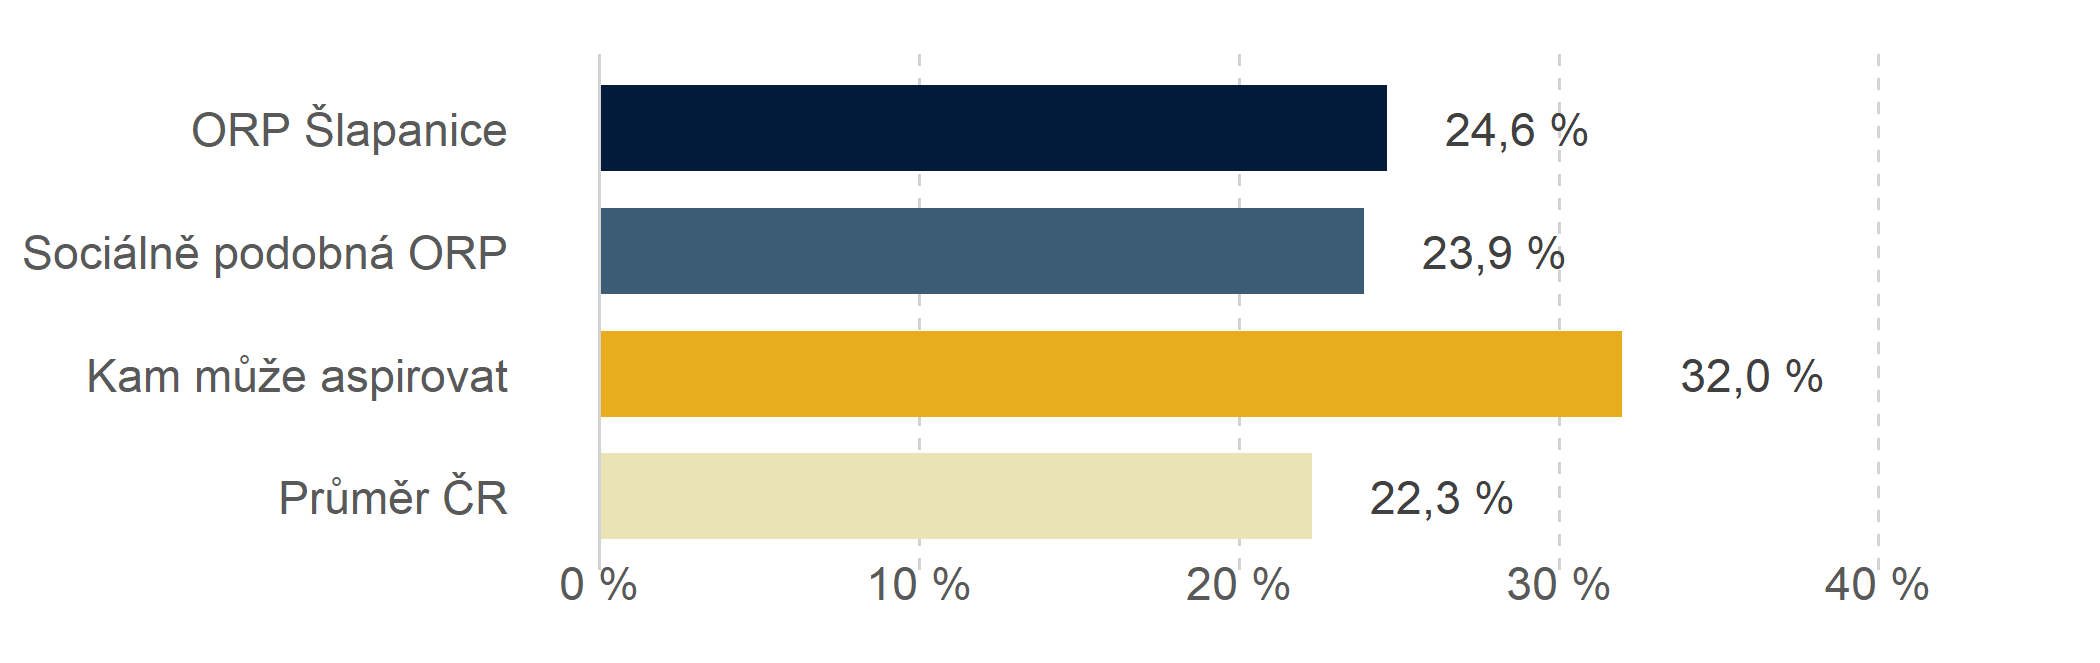 ORP Šlapanice 24,6 %
Sociálně podobná ORP 23,9 %
Kam může aspirovat 32,0 %
Průměr ČR 22,3 %
0 % 10 % 20 % 30 % 40 %